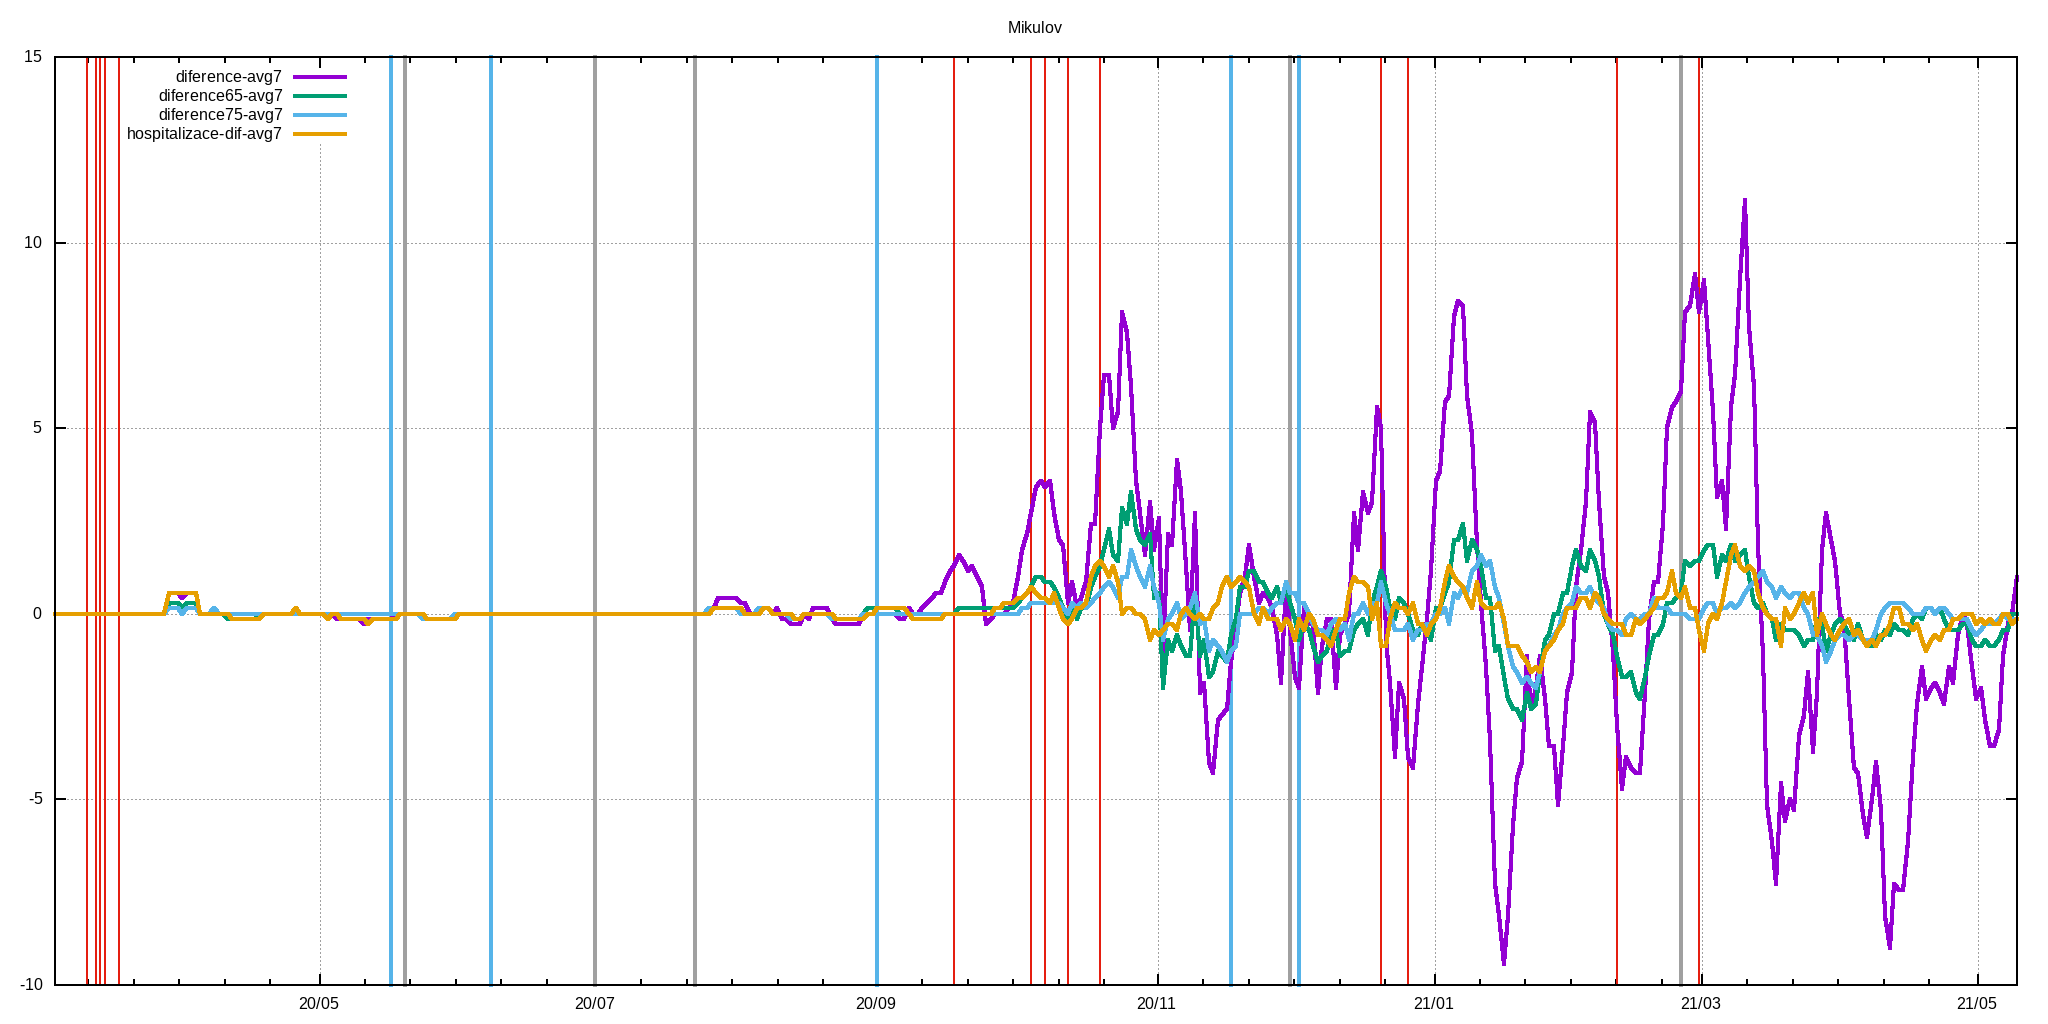 Mikulov
15
diference-avg7
diference65-avg7
diference75-avg7
hospitalizace-dif-avg7
10
5
0
-5
-10
20/05 20/07 20/09 20/11 21/01 21/03 21/05